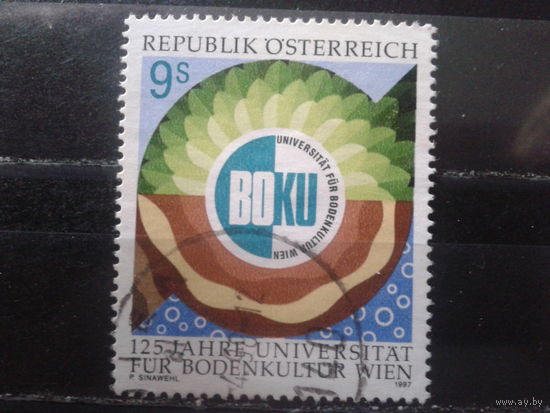 REPUBLIK ÖSTERREICH
9S
UNIVERSITÄT FÜR BODENKULTUR WIEN
BOKU
125 JAHRE UNIVERSITÄT
FÜR BODENKULTUR WIEN
P. SINAWEHL
1997
www.ay.by